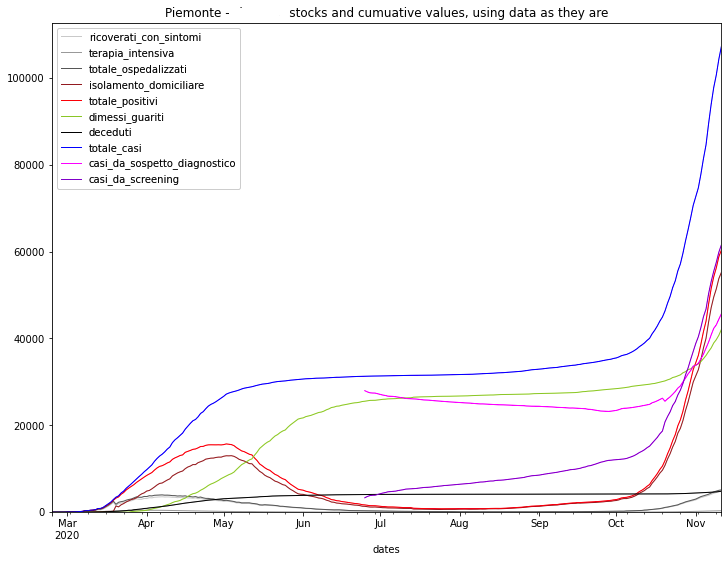 Piemonte - stocks and cumuative values, using data as they are
ricoverati_con_sintomi
terapia_intensiva
totale_ospedalizzati
isolamento_domiciliare
totale_positivi
dimessi_guariti
deceduti
totale_casi
casi_da_sospetto_diagnostico
casi_da_screening
100000
80000
60000
40000
20000
0
Mar Apr May Jun Jul Aug Sep Oct Nov
2020
dates